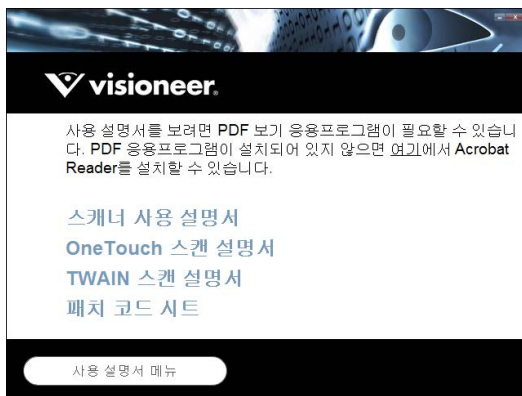 visioneer.
사용 설명서를 보려면 PDF 보기 응용프로그램이 필요할 수 있습니
다. PDF 응용프로그램이 설치되어 있지 않으면 여기에서 Acrobat
Reader를 설치할 수 있습니다.
스캐너 사용 설명서
OneTouch 스캔 설명서
TWAIN 스캔 설명서
패치 코드 시트
사용 설명서 메뉴